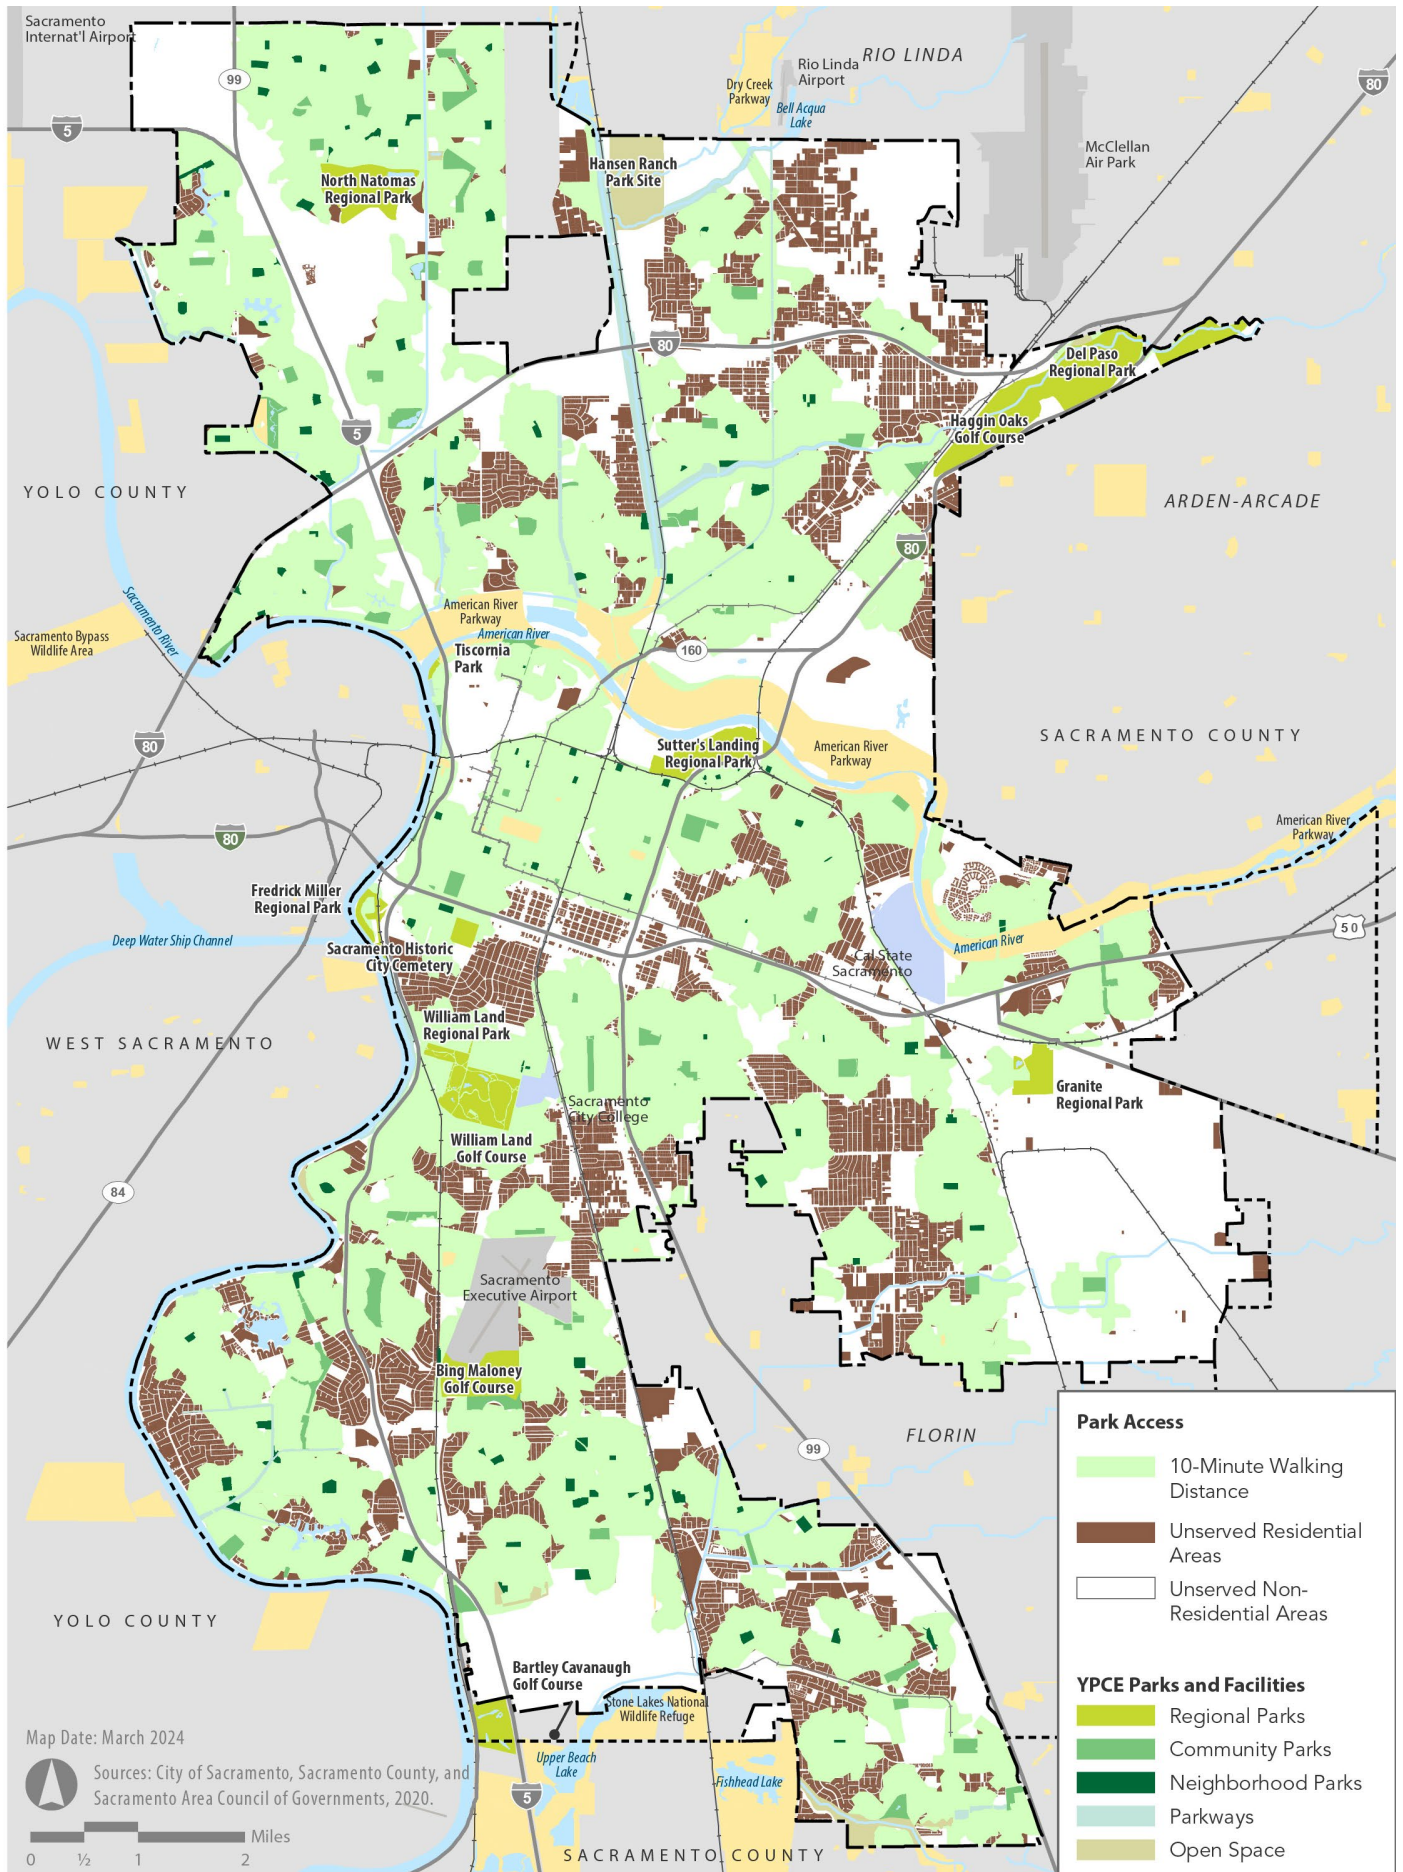 Sacramento
Internat'l Airport
99
5
RIO LINDA
Rio Linda
Airport
Dry Creek
Parkway
Bell Acqua
Lake
80
McClellan
Air Park
Hansen Ranch
Park Site
North Natomas
Regional Park
80
Del Paso
Regional Park
Haggin Oaks
Golf Course
5
YOLO COUNTY
ARDEN-ARCADE
80
Sacramento River
Sacramento Bypass
Wildlife Area
American River
Parkway
American River
Tiscornia
Park
160
80
Sutter's Landing
Regional Park
American River
Parkway
SACRAMENTO COUNTY
80
American River
Parkway
Fredrick Miller
Regional Park
Deep Water Ship Channel
Sacramento Historic
City Cemetery
Cal State
Sacramento
American River
50
William Land
Regional Park
WEST SACRAMENTO
Granite
Regional Park
Sacramento
City College
William Land
Golf Course
84
Sacramento
Executive Airport
Bing Maloney
Golf Course
FLORIN
99
YOLO COUNTY
Bartley Cavanaugh
Golf Course
Stone Lakes National
Wildlife Refuge
Upper Beach
Lake
Fishhead Lake
5
SACRAMENTO COUNTY
Map Date: March 2024
Sources: City of Sacramento, Sacramento County, and
Sacramento Area Council of Governments, 2020.
Miles
0 ½ 1 2
Park Access
10-Minute Walking
Distance
Unserved Residential
Areas
Unserved Non-
Residential Areas
YPCE Parks and Facilities
Regional Parks
Community Parks
Neighborhood Parks
Parkways
Open Space